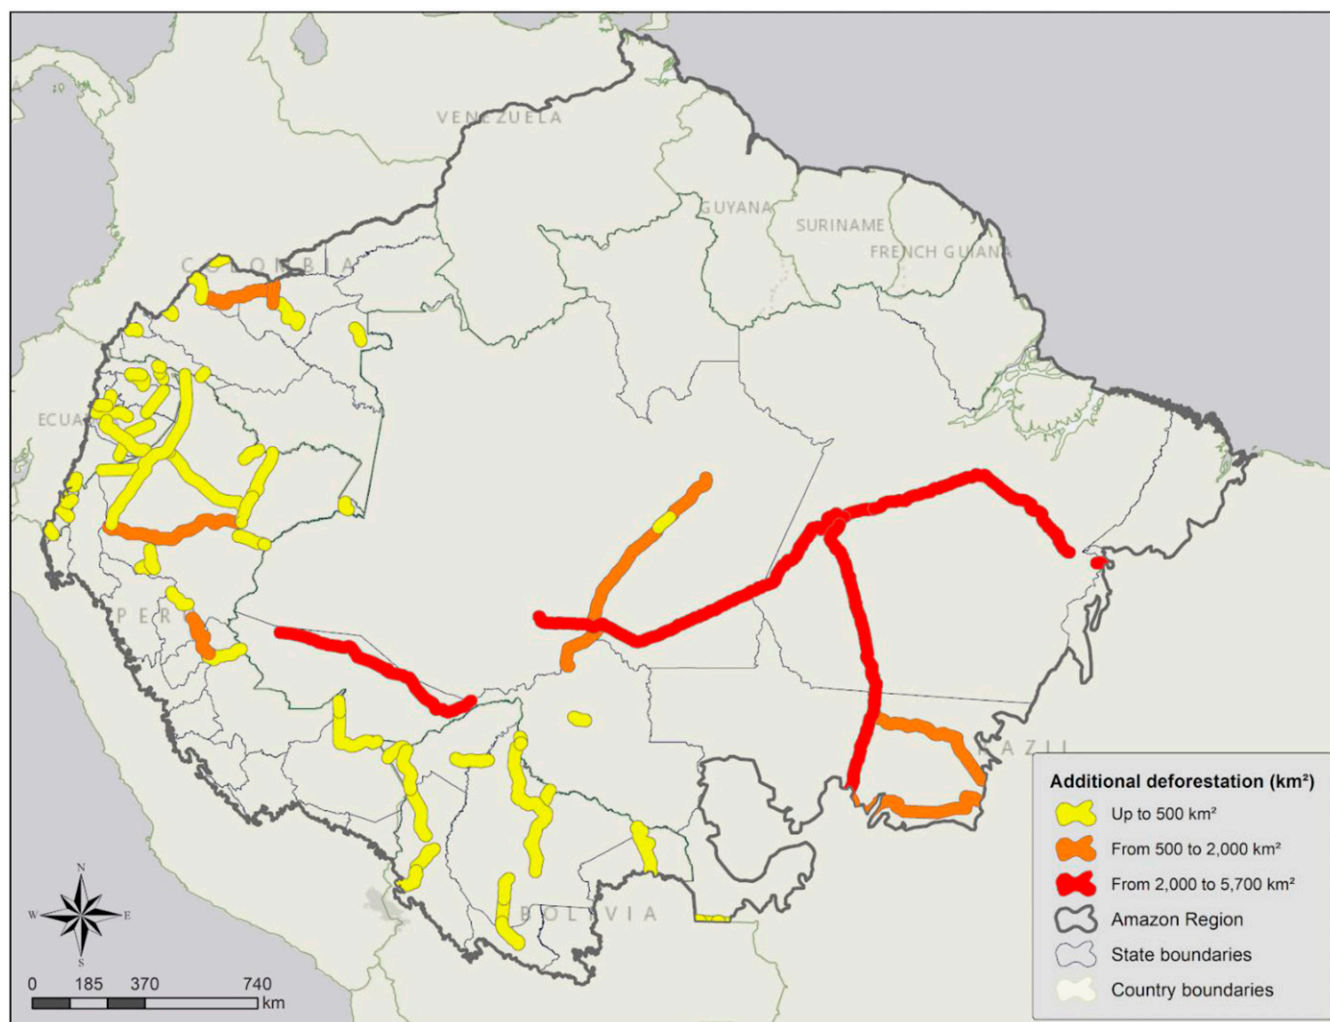 VENEZUELA
GUYANA
SURINAME
FRENCH GUIANA
COLOMBIA
ECUA
PER
BOLIVIA
AZIL
Additional deforestation (km²)
Up to 500 km²
From 500 to 2,000 km²
From 2,000 to 5,700 km²
Amazon Region
State boundaries
Country boundaries
N
W
E
S
0 185 370 740
km